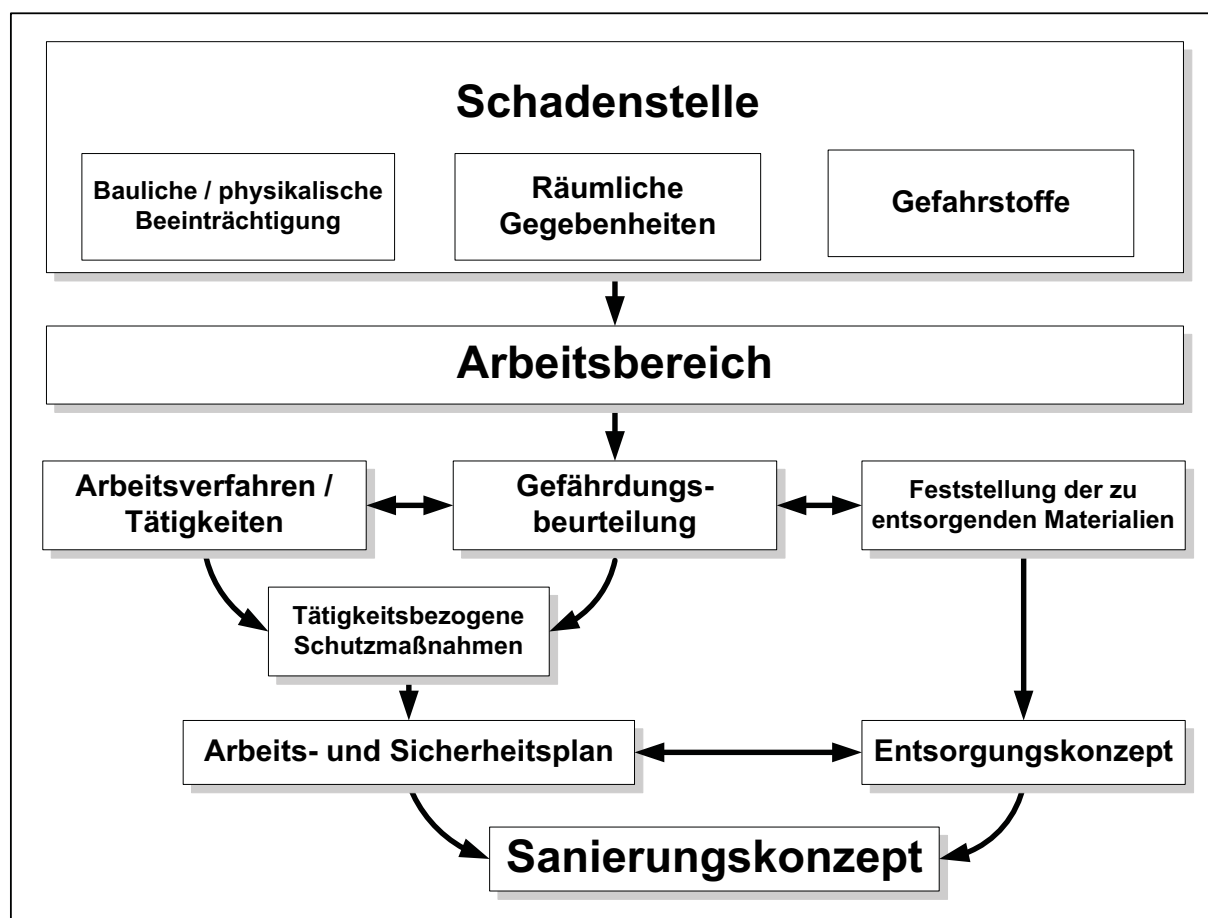 Schadenstelle
Bauliche / physikalische
Beeinträchtigung
Räumliche
Gegebenheiten
Gefahrstoffe
Arbeitsbereich
Arbeitsverfahren /
Tätigkeiten
Gefährdungs-
beurteilung
Feststellung der zu
entsorgenden Materialien
Tätigkeitsbezogene
Schutzmaßnahmen
Arbeits- und Sicherheitsplan
Entsorgungskonzept
Sanierungskonzept